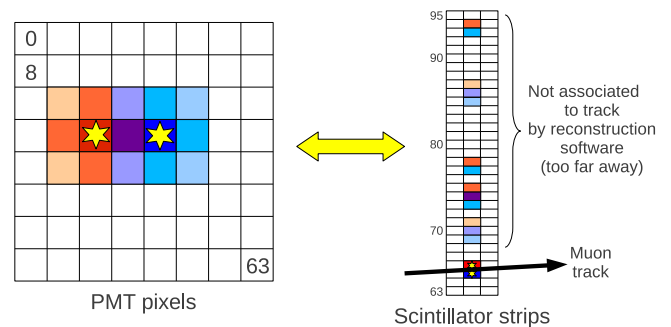 0
8
63
PMT pixels
95
90
80
70
63
Not associated
to track
by reconstruction
software
(too far away)
Muon
track
Scintillator strips